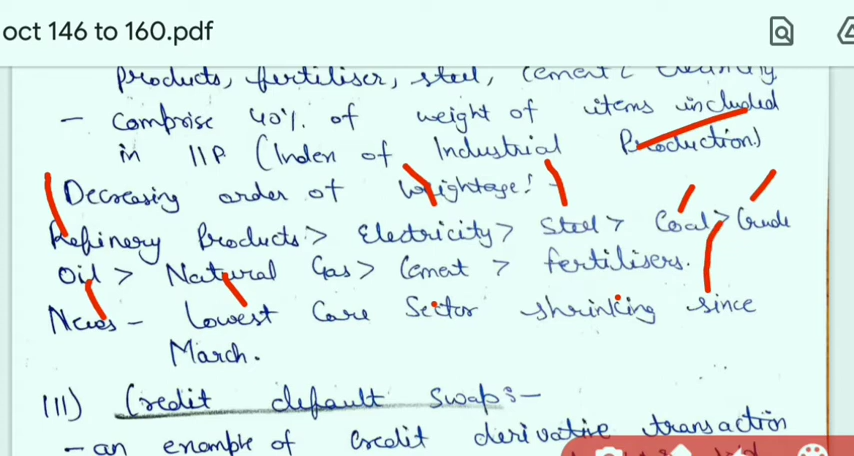 oct 146 to 160.pdf
products, fertiliser, steel, cement &
- Comprise 40% of weight of items included
in IIP (Index of Industrial Production)
Decreasing order of Weightage! -
Refinery Products > Electricity > Steel > Coal > Crude
Oil > Natural Gas > Cement > fertilisers.
News - Lowest Core Sector shrinking since
March.
111) Credit default swaps:-
- an example of credit derivative transaction